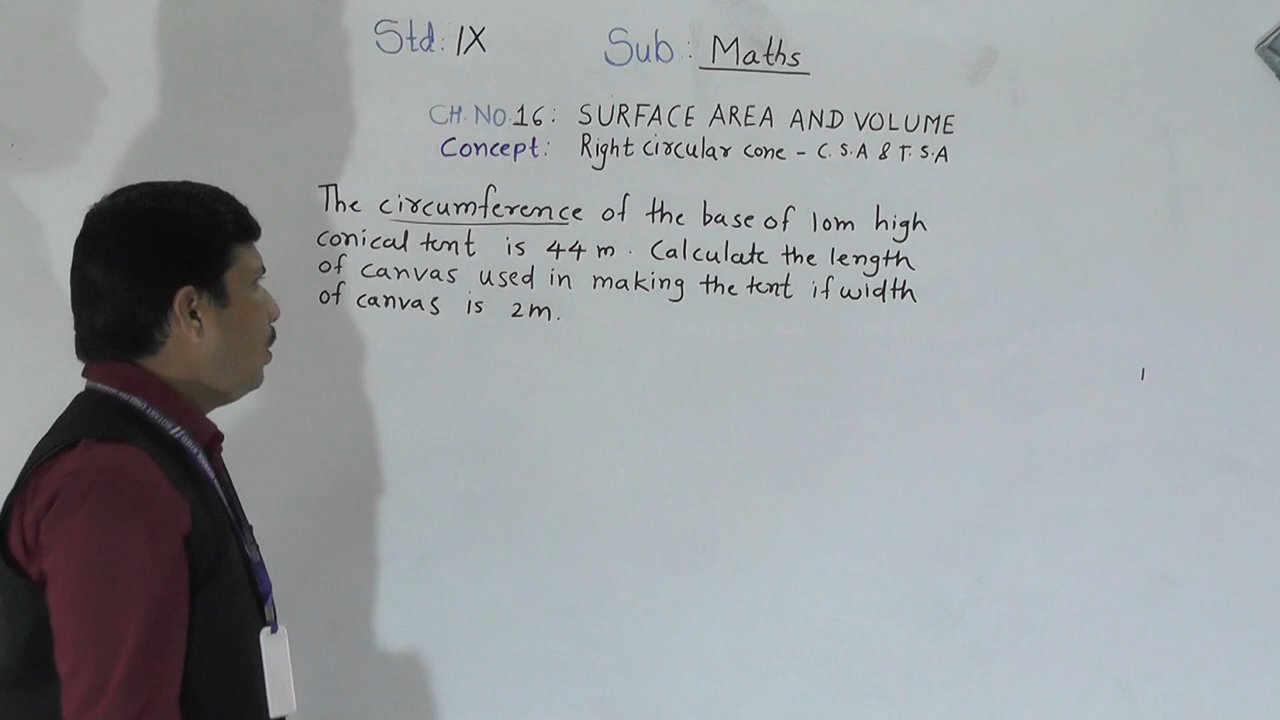 Std: IX Sub: Maths
CH. NO. 16: SURFACE AREA AND VOLUME
Concept: Right circular cone - C.S.A & T.S.A
The circumference of the base of 10m high
conical tent is 44 m. Calculate the length
of canvas used in making the tent if width
of canvas is 2m.